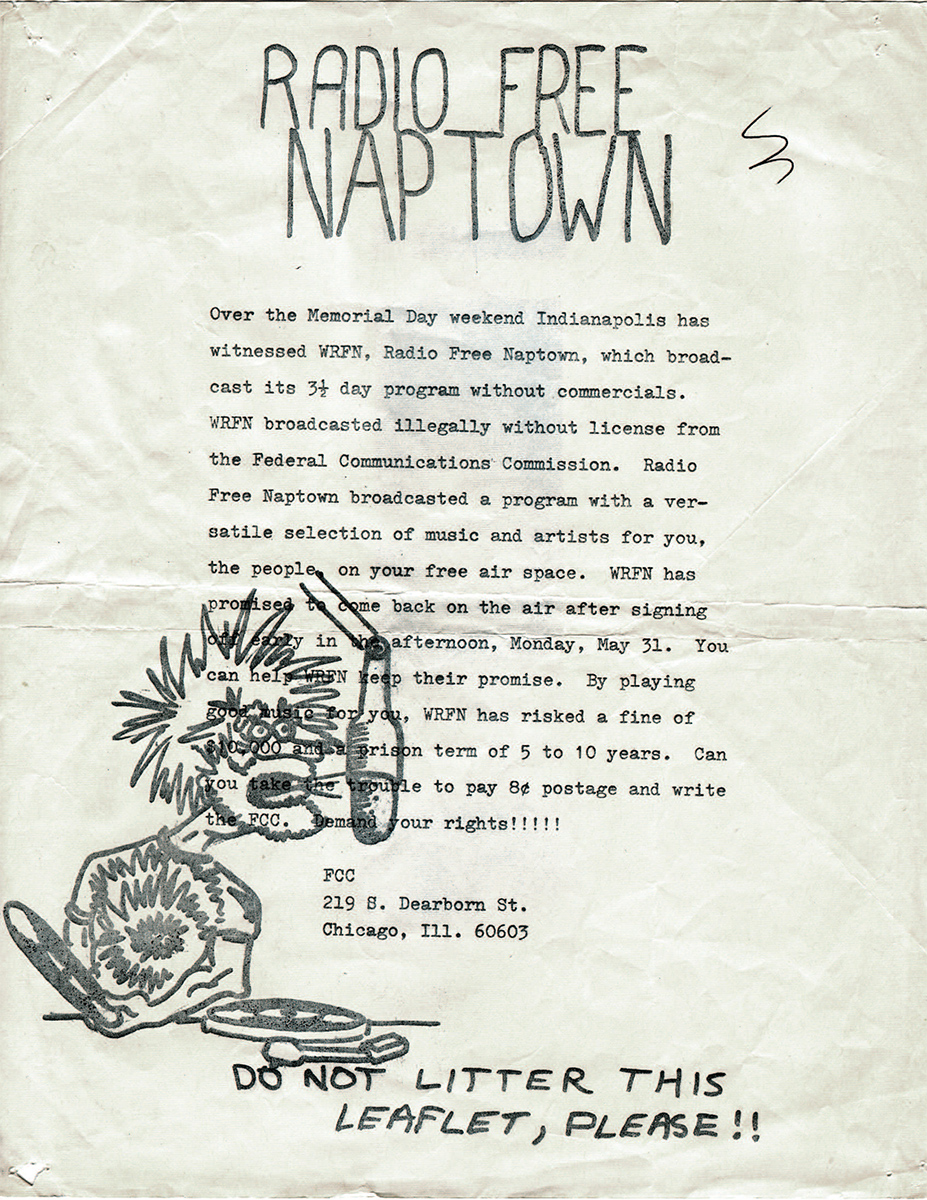 RADIO FREE
NAPTOWN
Over the Memorial Day weekend Indianapolis has
witnessed WRFN, Radio Free Naptown, which broad-
cast its 3½ day program without commercials.
WRFN broadcasted illegally without license from
the Federal Communications Commission. Radio
Free Naptown broadcasted a program with a ver-
satile selection of music and artists for you,
the people, on your free air space. WRFN has
promised to come back on the air after signing
off early in the afternoon, Monday, May 31. You
can help WRFN keep their promise. By playing
good music for you, WRFN has risked a fine of
$10,000 and a prison term of 5 to 10 years. Can
you take the trouble to pay 8¢ postage and write
the FCC. Demand your rights!!!!!
FCC
219 S. Dearborn St.
Chicago, Ill. 60603
DO NOT LITTER THIS
LEAFLET, PLEASE!!